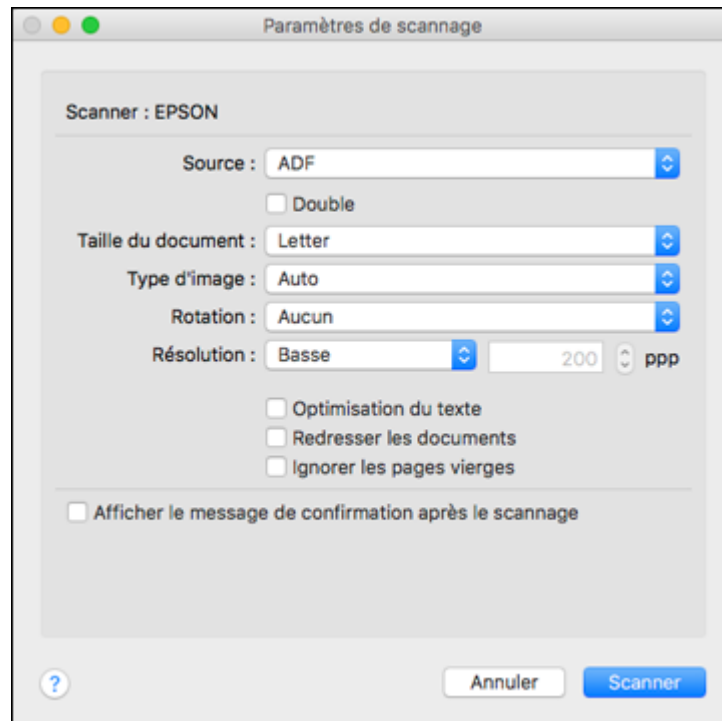 Paramètres de scannage
Scanner : EPSON
Source : ADF
Double
Taille du document : Letter
Type d'image : Auto
Rotation : Aucun
Résolution : Basse 200 ppp
Optimisation du texte
Redresser les documents
Ignorer les pages vierges
Afficher le message de confirmation après le scannage
? Annuler Scanner